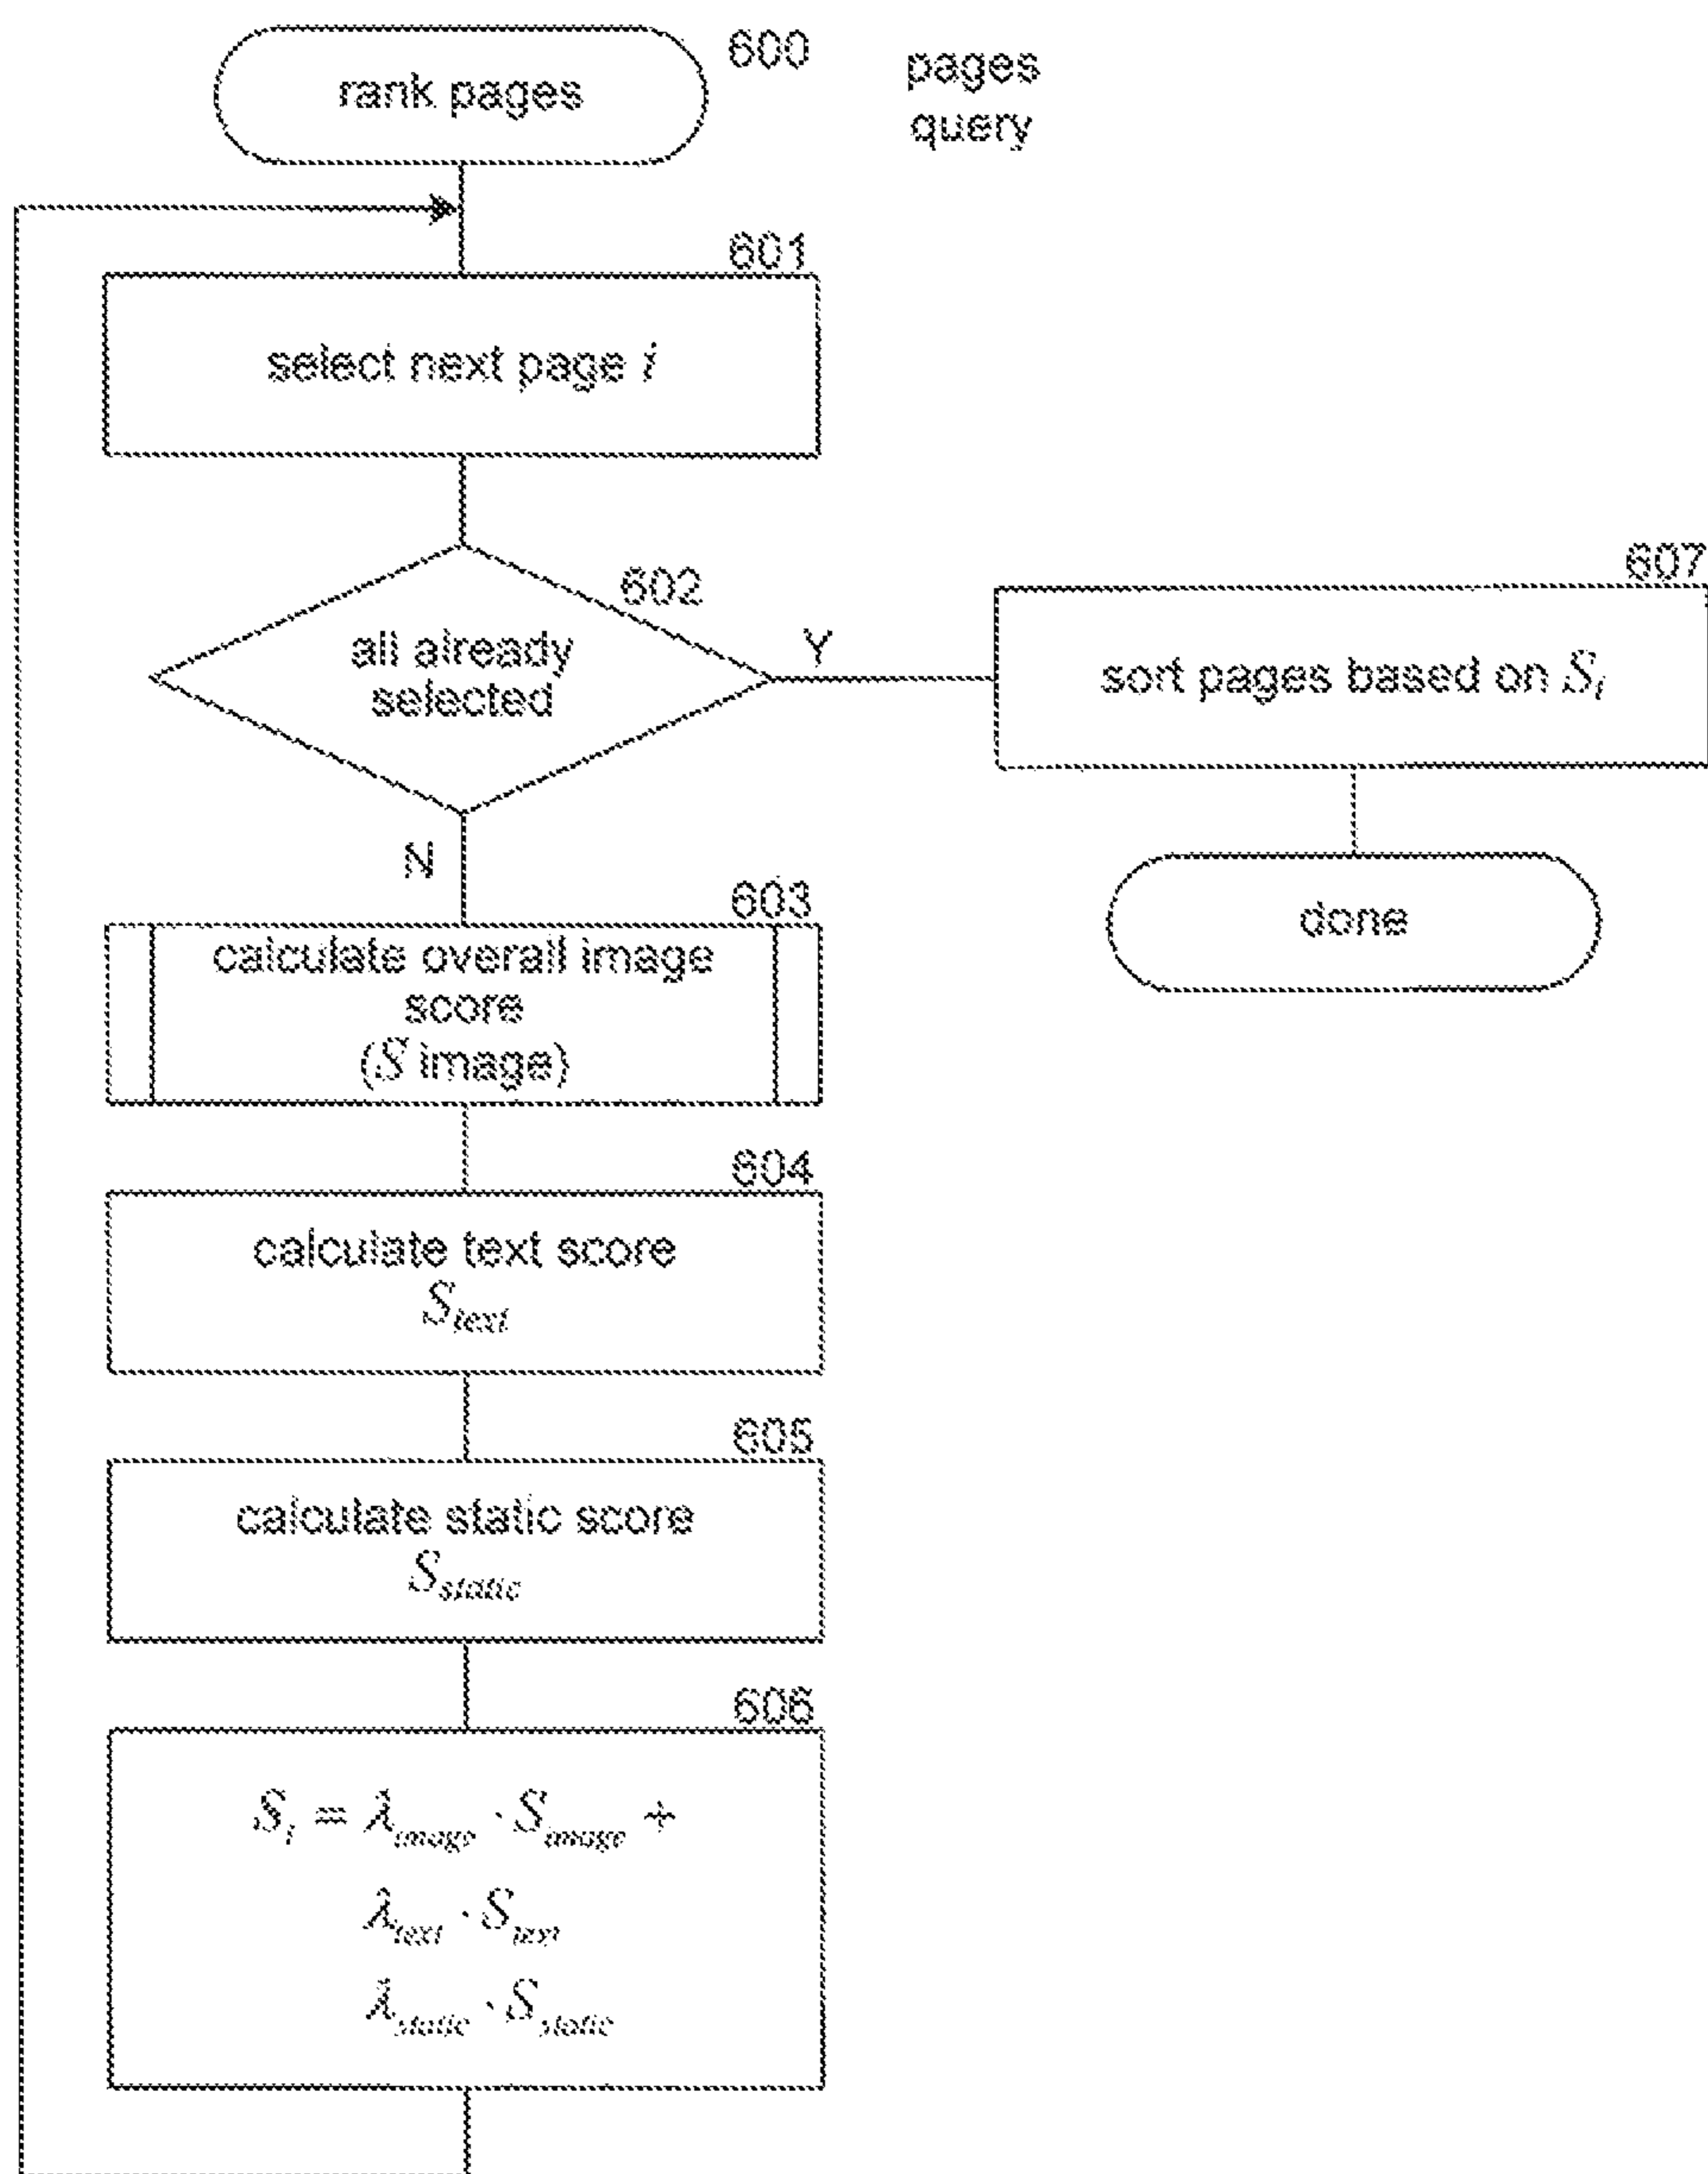 600
rank pages
pages
query
601
select next page i
602
all already
selected
Y
N
607
sort pages based on S_i
done
603
calculate overall image
score
(S image)
604
calculate text score
S_text
605
calculate static score
S_static
606
S_i = λ_image · S_image +
λ_text · S_text
λ_static · S_static